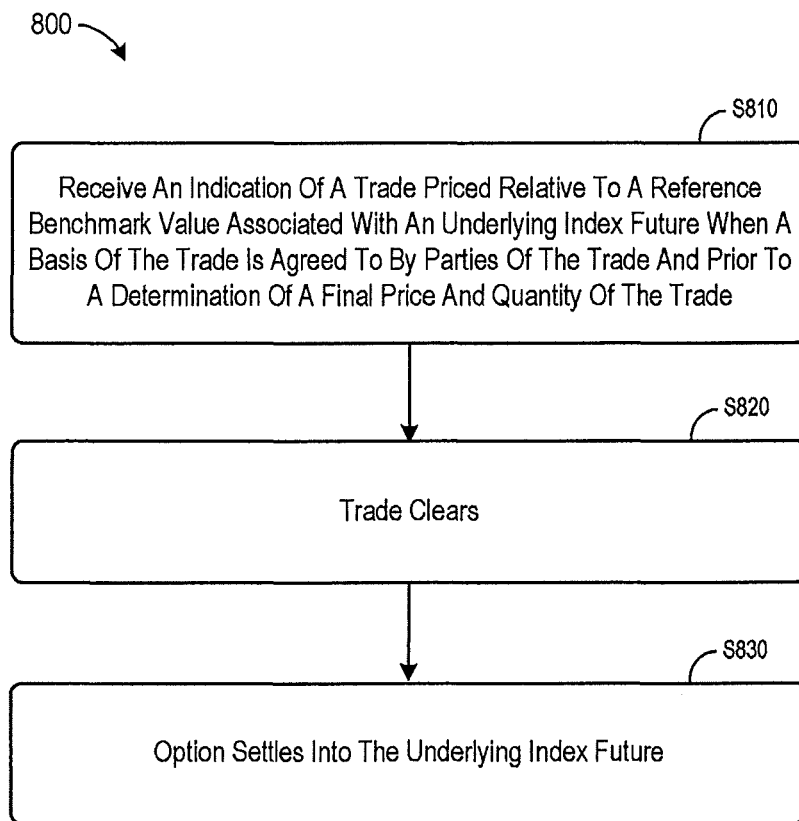 800
S810
Receive An Indication Of A Trade Priced Relative To A Reference
Benchmark Value Associated With An Underlying Index Future When A
Basis Of The Trade Is Agreed To By Parties Of The Trade And Prior To
A Determination Of A Final Price And Quantity Of The Trade
S820
Trade Clears
S830
Option Settles Into The Underlying Index Future